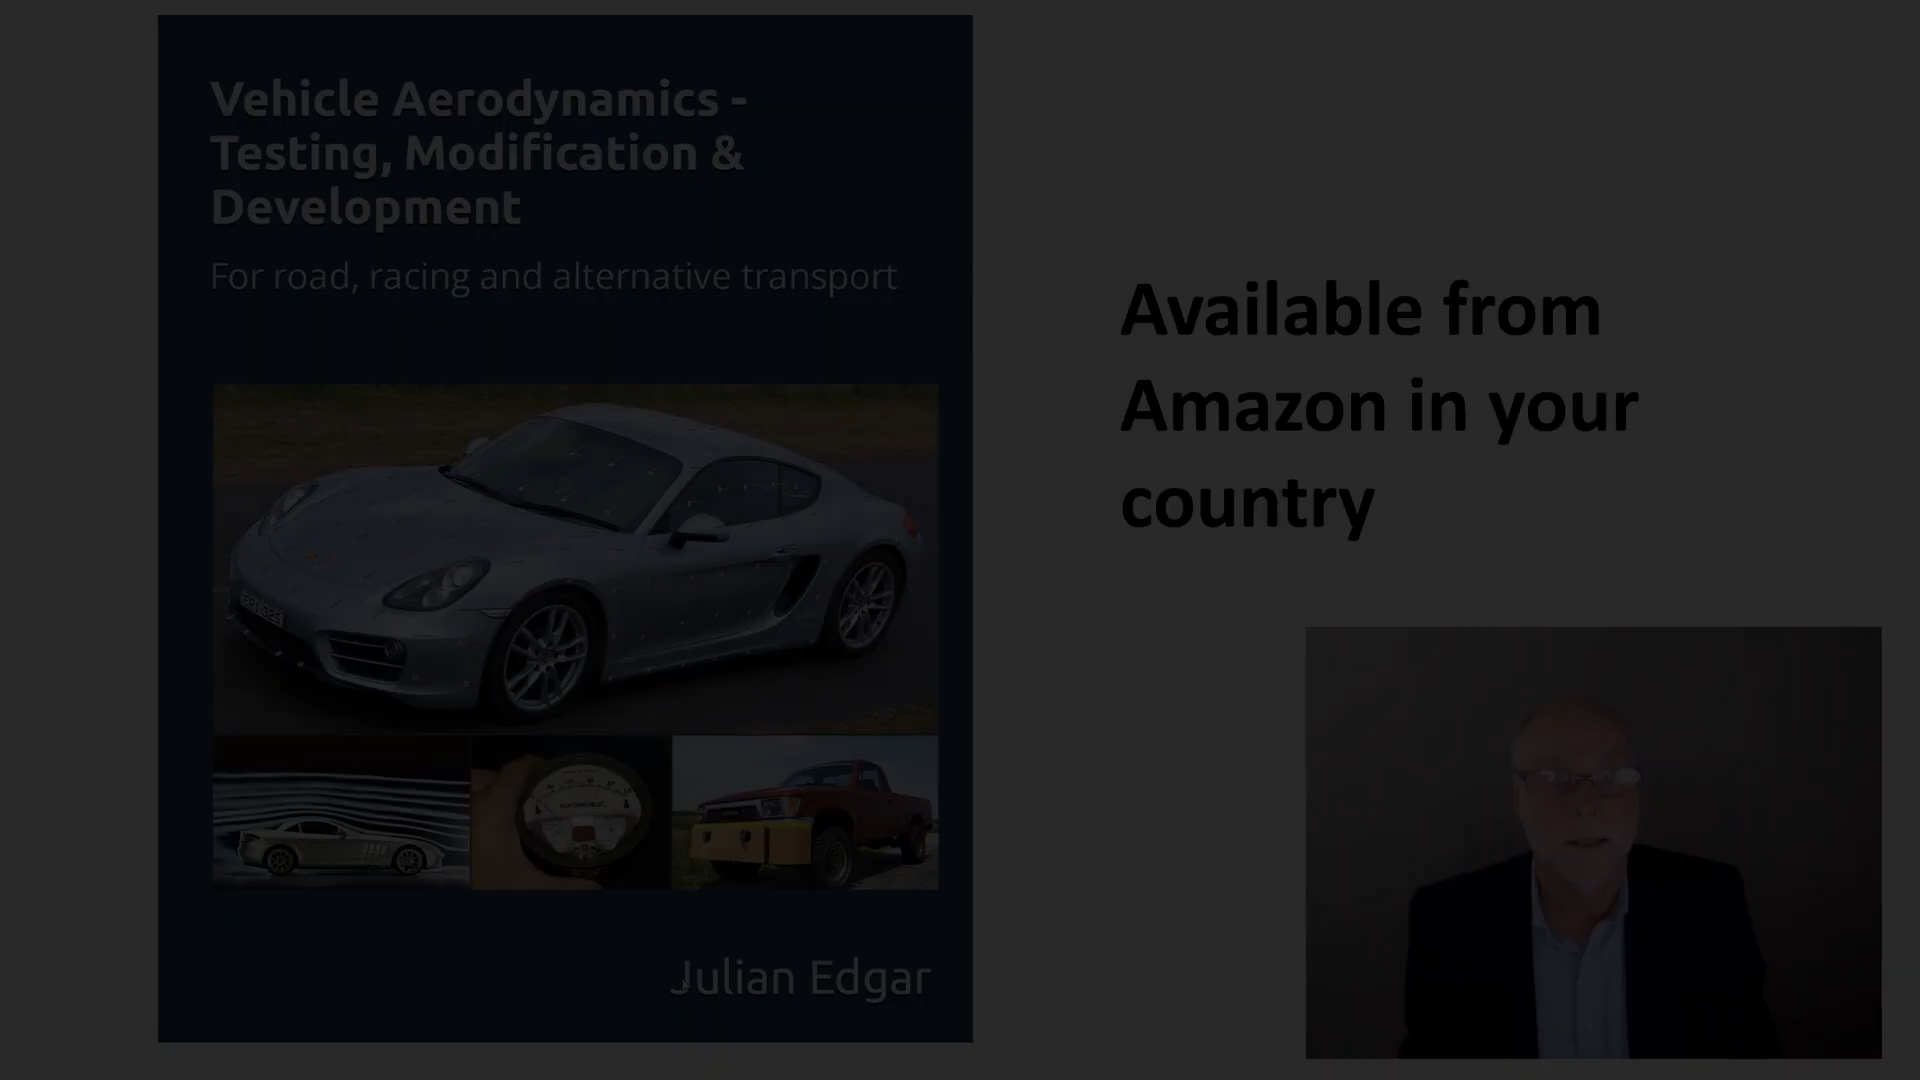 Vehicle Aerodynamics -
Testing, Modification &
Development
For road, racing and alternative transport
Julian Edgar
Available from
Amazon in your
country